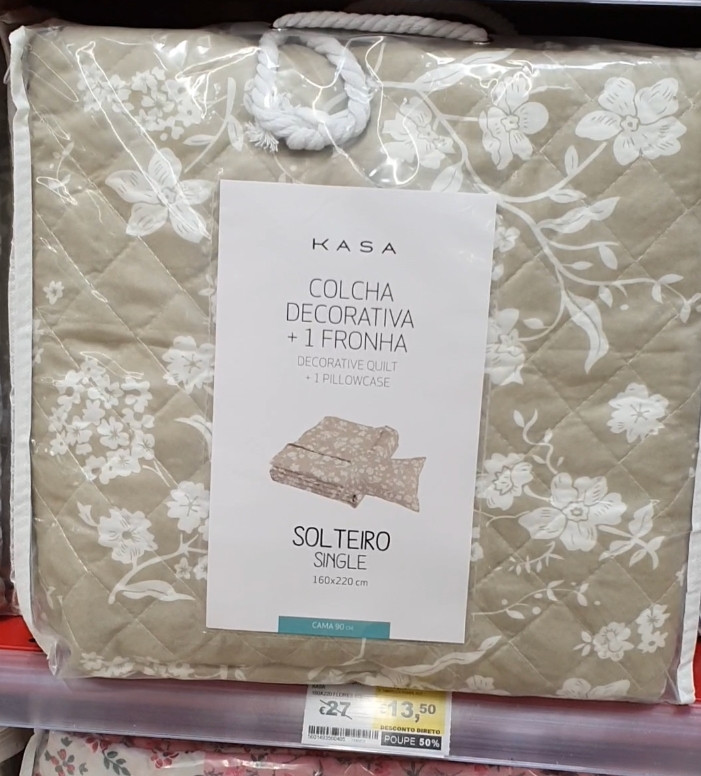 KASA
COLCHA
DECORATIVA
+ 1 FRONHA
DECORATIVE QUILT
+ 1 PILLOWCASE
SOLTEIRO
SINGLE
160x220 cm
CAMA 90 CM
€27 €13,50
DESCONTO DIRETO
POUPE 50%